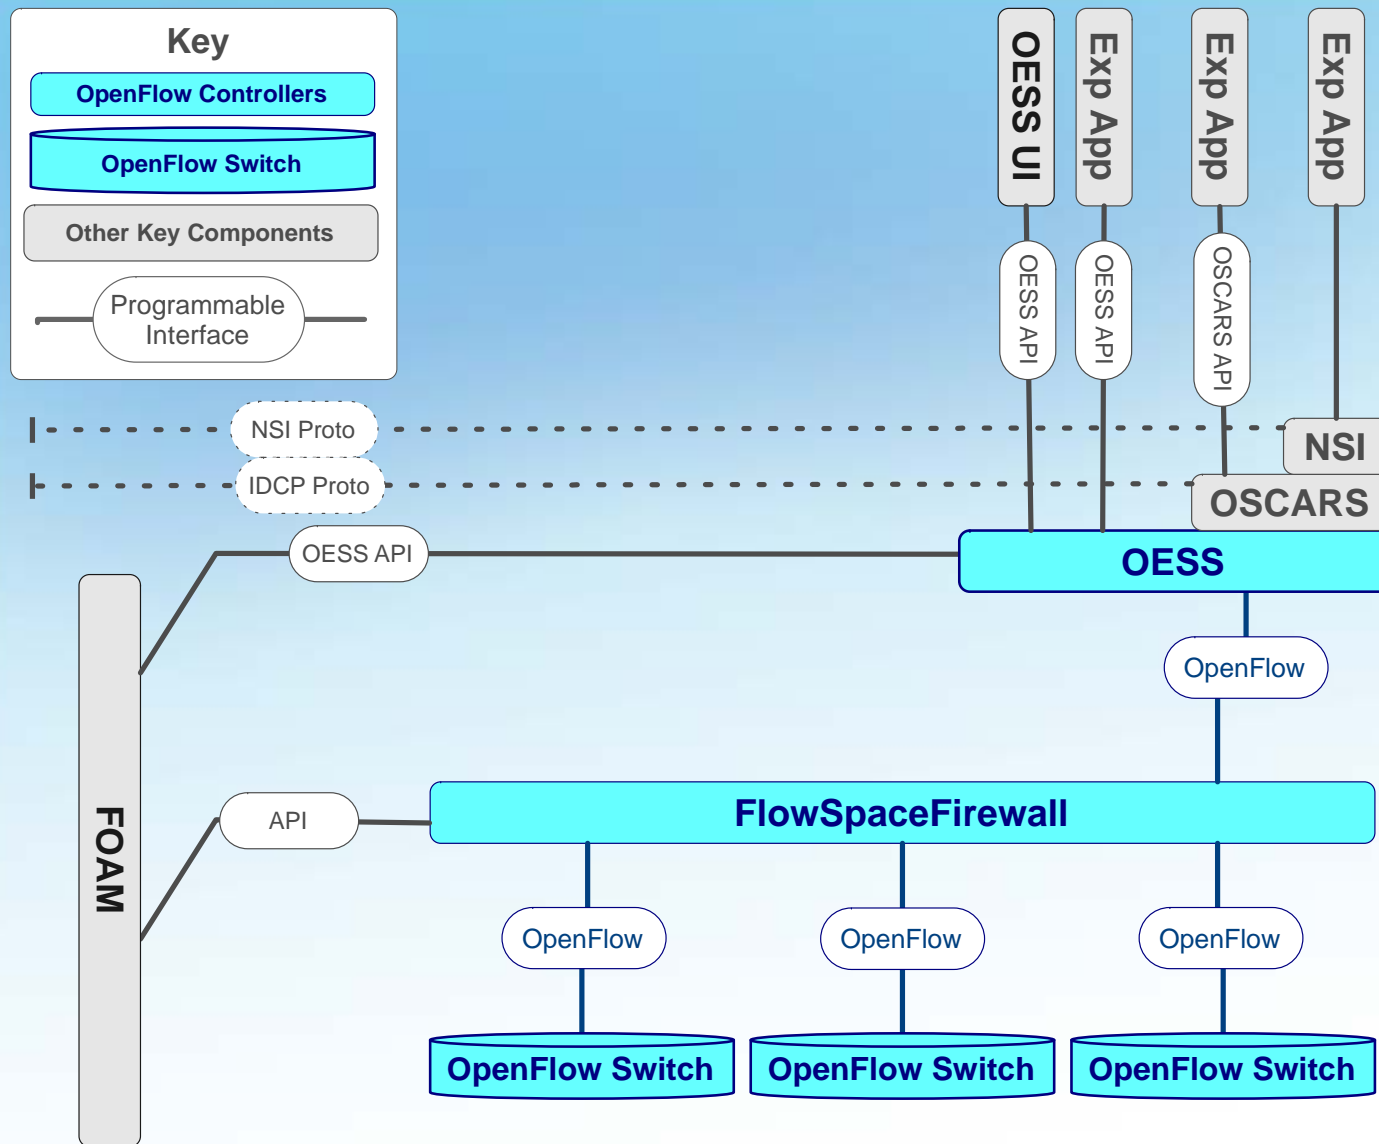 Key
OpenFlow Controllers
OpenFlow Switch
Other Key Components
Programmable
Interface
OESS UI
Exp App
Exp App
Exp App
OESS API
OESS API
OSCARS API
NSI Proto
NSI
IDCP Proto
OSCARS
OESS API
OESS
OpenFlow
FOAM
API
FlowSpaceFirewall
OpenFlow
OpenFlow
OpenFlow
OpenFlow Switch
OpenFlow Switch
OpenFlow Switch